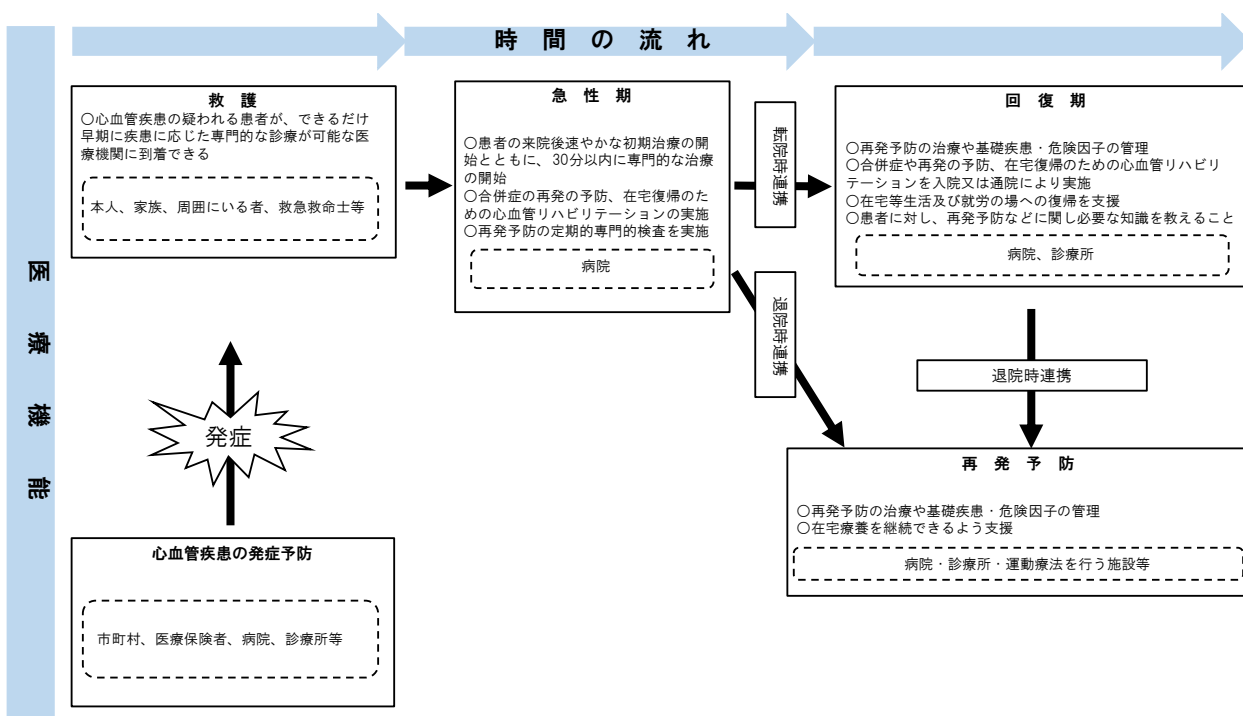 時間の流れ
医療機能
救護
○心血管疾患の疑われる患者が、できるだけ
早期に疾患に応じた専門的な診療が可能な医
療機関に到着できる
本人、家族、周囲にいる者、救急救命士等
急性期
○患者の来院後速やかな初期治療の開
始とともに、30分以内に専門的な治療
の開始
○合併症の再発の予防、在宅復帰のた
めの心血管リハビリテーションの実施
○再発予防の定期的専門的検査を実施
病院
転院時連携
退院時連携
回復期
○再発予防の治療や基礎疾患・危険因子の管理
○合併症や再発の予防、在宅復帰のための心血管リハビリ
テーションを入院又は通院により実施
○在宅等生活及び就労の場への復帰を支援
○患者に対し、再発予防などに関し必要な知識を教えること
病院、診療所
退院時連携
発症
再発予防
○再発予防の治療や基礎疾患・危険因子の管理
○在宅療養を継続できるよう支援
病院・診療所・運動療法を行う施設等
心血管疾患の発症予防
市町村、医療保険者、病院、診療所等